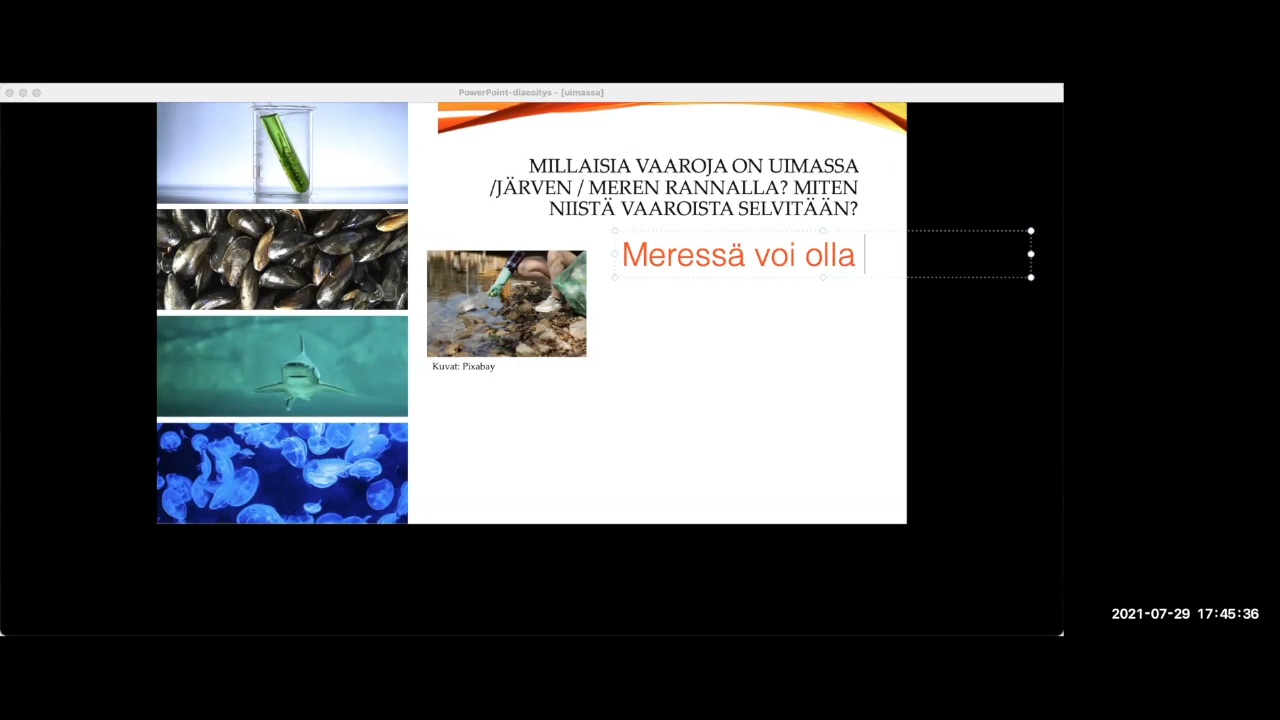 PowerPoint-diaesitys - [uimassa]
MILLAISIA VAAROJA ON UIMASSA
/JÄRVEN / MEREN RANNALLA? MITEN
NIISTÄ VAAROISTA SELVITÄÄN?
Meressä voi olla
Kuvat: Pixabay
2021-07-29 17:45:36